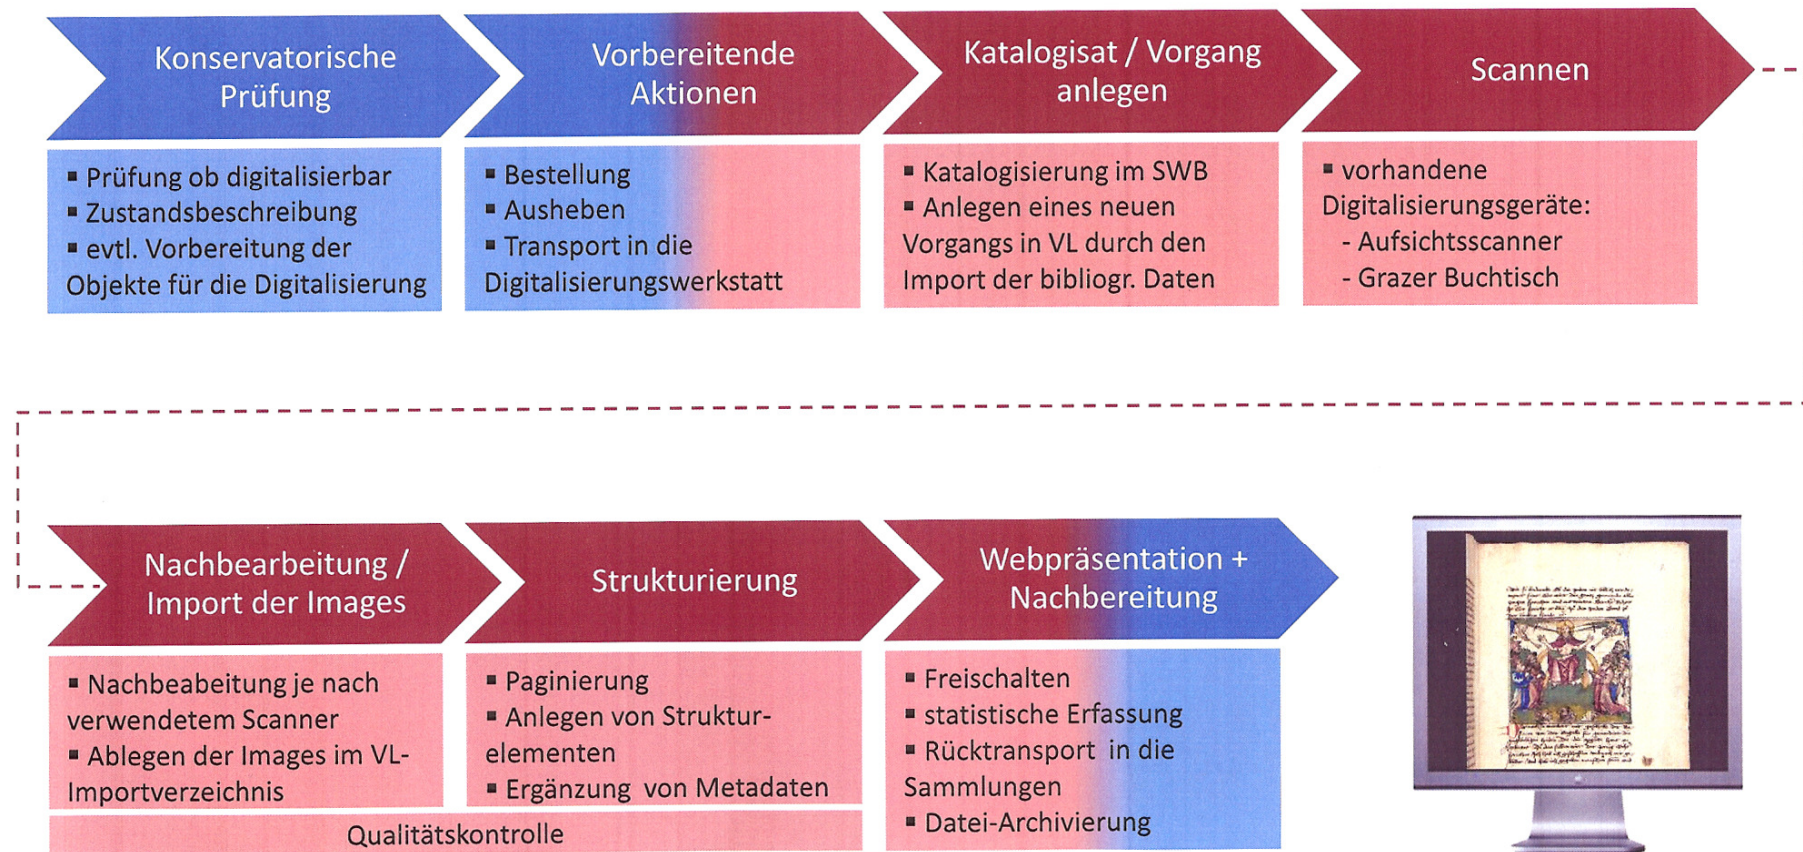 Konservatorische
Prüfung
▪ Prüfung ob digitalisierbar
▪ Zustandsbeschreibung
▪ evtl. Vorbereitung der
Objekte für die Digitalisierung
Vorbereitende
Aktionen
▪ Bestellung
▪ Ausheben
▪ Transport in die
Digitalisierungswerkstatt
Katalogisat / Vorgang
anlegen
▪ Katalogisierung im SWB
▪ Anlegen eines neuen
Vorgangs in VL durch den
Import der bibliogr. Daten
Scannen
▪ vorhandene
Digitalisierungsgeräte:
- Aufsichtsscanner
- Grazer Buchtisch
Nachbearbeitung /
Import der Images
▪ Nachbeabeitung je nach
verwendetem Scanner
▪ Ablegen der Images im VL-
Importverzeichnis
Strukturierung
▪ Paginierung
▪ Anlegen von Struktur-
elementen
▪ Ergänzung von Metadaten
Qualitätskontrolle
Webpräsentation +
Nachbereitung
▪ Freischalten
▪ statistische Erfassung
▪ Rücktransport in die
Sammlungen
▪ Datei-Archivierung